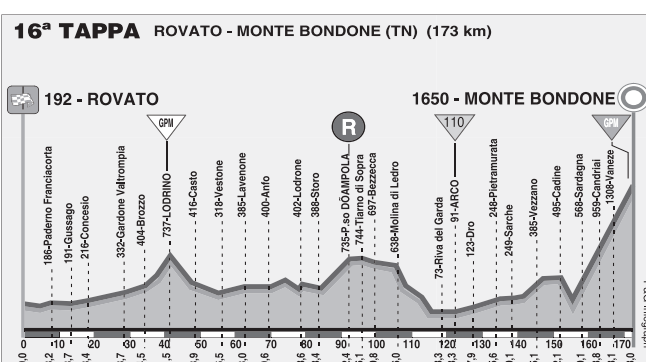 16ª TAPPA ROVATO - MONTE BONDONE (TN) (173 km)
192 - ROVATO
1650 - MONTE BONDONE
GPM
R
110
GPM
186-Paderno Franciacorta
191-Gussago
216-Concesio
332-Gardone Valtrompia
404-Brozzo
737-LODRINO
416-Casto
318-Vestone
385-Lavenone
400-Anfo
402-Lodrone
388-Storo
735-P.so DÕAMPOLA
744-Tiarno di Sopra
697-Bezzecca
638-Molina di Ledro
73-Riva del Garda
91-ARCO
123-Dro
248-Pietramurata
249-Sarche
385-Vezzano
495-Cadine
568-Sardagna
959-Candriai
1308-Vaneze
0 10 20 30 40 50 60 70 80 90 100 110 120 130 140 150 160 170